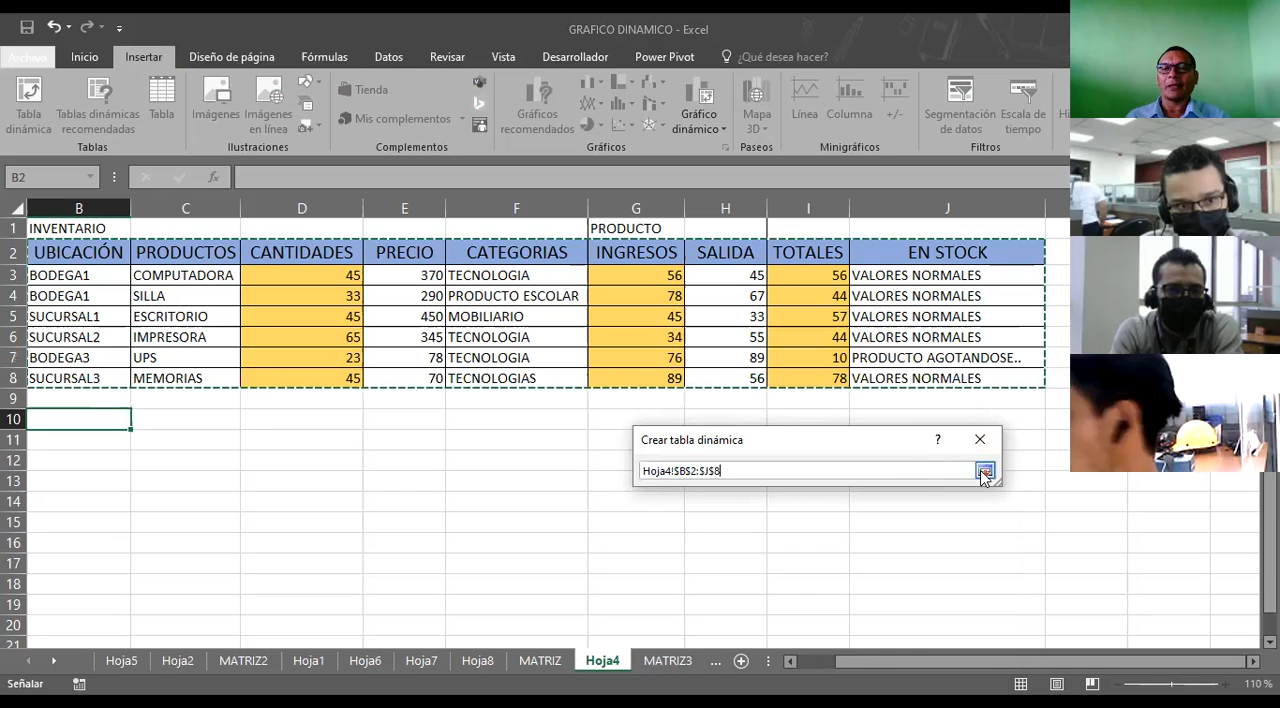 GRAFICO DINAMICO - Excel
Archivo Inicio Insertar Diseño de página Fórmulas Datos Revisar Vista Desarrollador Power Pivot ¿Qué desea hacer?
Tabla dinámica
Tablas dinámicas recomendadas
Tabla
Imágenes
Imágenes en línea
Tienda
Mis complementos
Gráficos recomendados
Gráfico dinámico
Mapa 3D
Línea
Columna
+/-
Segmentación de datos
Escala de tiempo
Tablas Ilustraciones Complementos Gráficos Paseos Minigráficos Filtros
B2 fx
B C D E F G H I J
1 INVENTARIO PRODUCTO
2 UBICACIÓN PRODUCTOS CANTIDADES PRECIO CATEGORIAS INGRESOS SALIDA TOTALES EN STOCK
3 BODEGA1 COMPUTADORA 45 370 TECNOLOGIA 56 45 56 VALORES NORMALES
4 BODEGA1 SILLA 33 290 PRODUCTO ESCOLAR 78 67 44 VALORES NORMALES
5 SUCURSAL1 ESCRITORIO 45 450 MOBILIARIO 45 33 57 VALORES NORMALES
6 SUCURSAL2 IMPRESORA 65 345 TECNOLOGIA 34 55 44 VALORES NORMALES
7 BODEGA3 UPS 23 78 TECNOLOGIA 76 89 10 PRODUCTO AGOTANDOSE..
8 SUCURSAL3 MEMORIAS 45 70 TECNOLOGIAS 89 56 78 VALORES NORMALES
9
10
11
Crear tabla dinámica ?
12
Hoja4!$B$2:$J$8
13
14
15
16
17
18
19
20
21
Hoja5 Hoja2 MATRIZ2 Hoja1 Hoja6 Hoja7 Hoja8 MATRIZ Hoja4 MATRIZ3 ...
Señalar 110 %